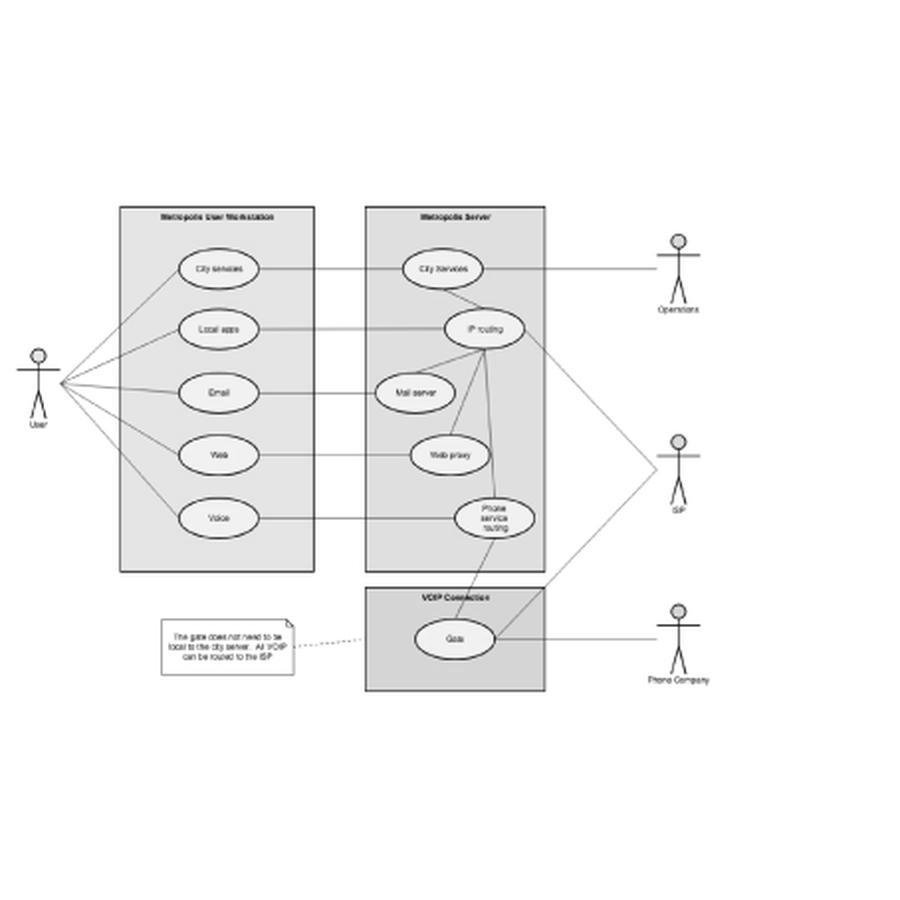 Metropolis User Workstation
Metropolis Server
City services
City Services
Operations
Local apps
IP routing
User
Email
Mail server
Web
Web proxy
ISP
Voice
Phone
service
routing
VOIP Connection
The gate does not need to be
local to the city server. All VOIP
can be routed to the ISP
Gate
Phone Company